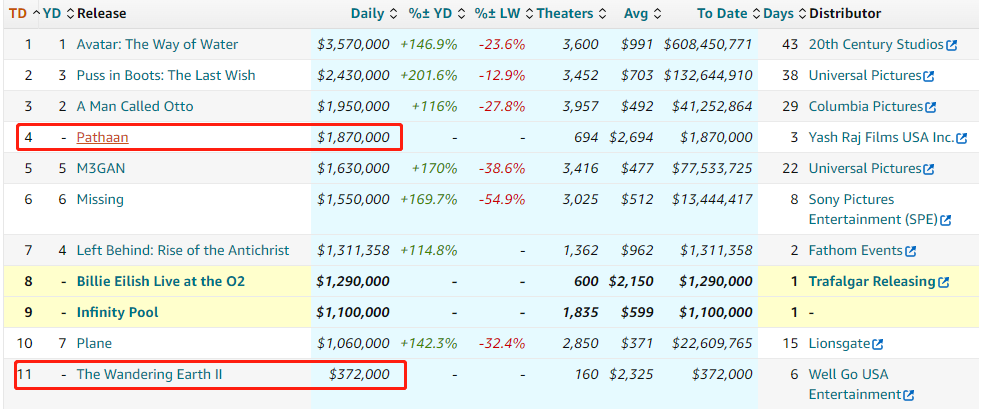 TD YD Release Daily %± YD %± LW Theaters Avg To Date Days Distributor
1 1 Avatar: The Way of Water $3,570,000 +146.9% -23.6% 3,600 $991 $608,450,771 43 20th Century Studios
2 3 Puss in Boots: The Last Wish $2,430,000 +201.6% -12.9% 3,452 $703 $132,644,910 38 Universal Pictures
3 2 A Man Called Otto $1,950,000 +116% -27.8% 3,957 $492 $41,252,864 29 Columbia Pictures
4 - Pathaan $1,870,000 - - 694 $2,694 $1,870,000 3 Yash Raj Films USA Inc.
5 5 M3GAN $1,630,000 +170% -38.6% 3,416 $477 $77,533,725 22 Universal Pictures
6 6 Missing $1,550,000 +169.7% -54.9% 3,025 $512 $13,444,417 8 Sony Pictures
Entertainment (SPE)
7 4 Left Behind: Rise of the Antichrist $1,311,358 +114.8% - 1,362 $962 $1,311,358 2 Fathom Events
8 - Billie Eilish Live at the O2 $1,290,000 - - 600 $2,150 $1,290,000 1 Trafalgar Releasing
9 - Infinity Pool $1,100,000 - - 1,835 $599 $1,100,000 1 -
10 7 Plane $1,060,000 +142.3% -32.4% 2,850 $371 $22,609,765 15 Lionsgate
11 - The Wandering Earth II $372,000 - - 160 $2,325 $372,000 6 Well Go USA
Entertainment